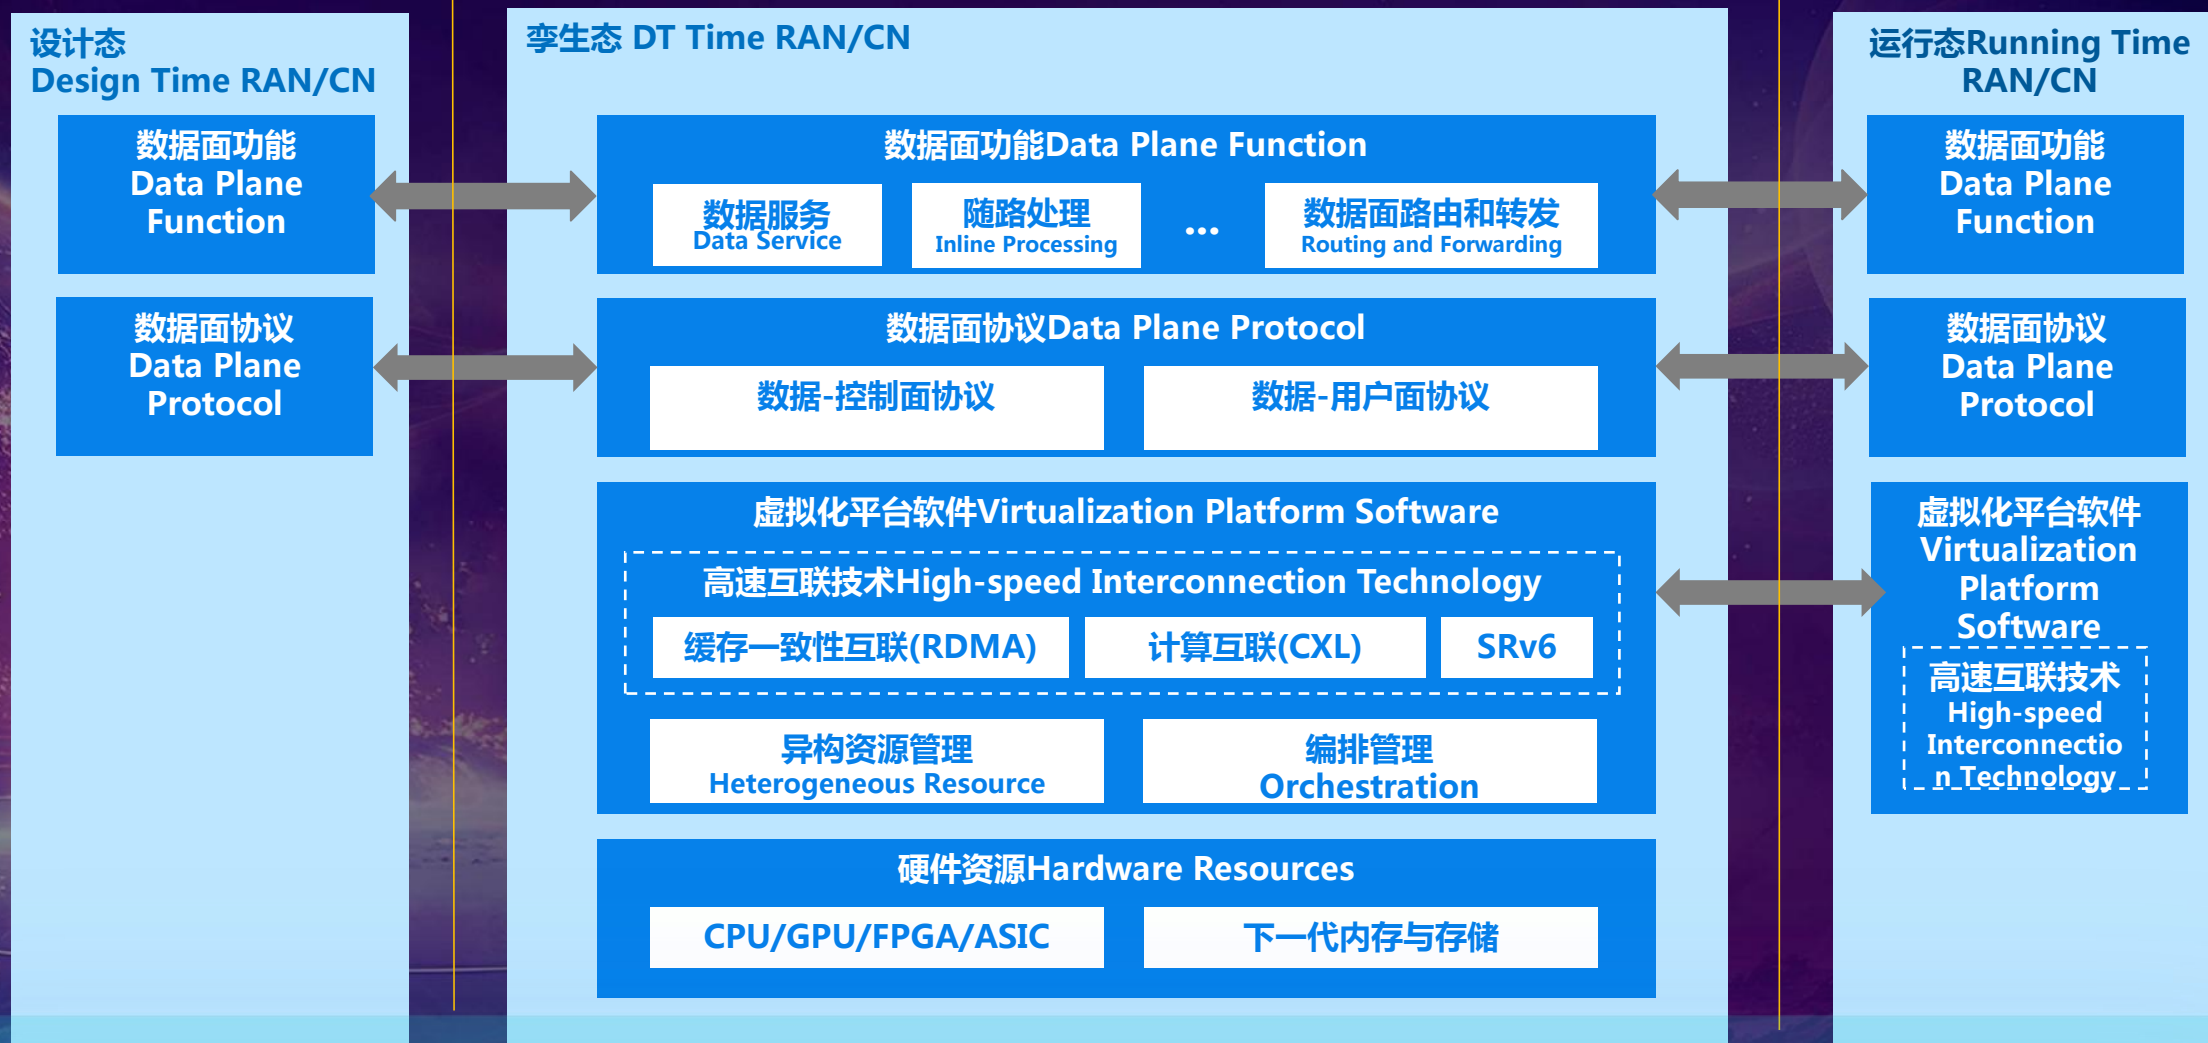 设计态
Design Time RAN/CN
数据面功能
Data Plane
Function
数据面协议
Data Plane
Protocol
孪生态 DT Time RAN/CN
数据面功能Data Plane Function
数据服务
Data Service
随路处理
Inline Processing
...
数据面路由和转发
Routing and Forwarding
数据面协议Data Plane Protocol
数据-控制面协议
数据-用户面协议
虚拟化平台软件Virtualization Platform Software
高速互联技术High-speed Interconnection Technology
缓存一致性互联(RDMA)
计算互联(CXL)
SRv6
异构资源管理
Heterogeneous Resource
编排管理
Orchestration
硬件资源Hardware Resources
CPU/GPU/FPGA/ASIC
下一代内存与存储
运行态Running Time
RAN/CN
数据面功能
Data Plane
Function
数据面协议
Data Plane
Protocol
虚拟化平台软件
Virtualization
Platform
Software
高速互联技术
High-speed
Interconnectio
n Technology